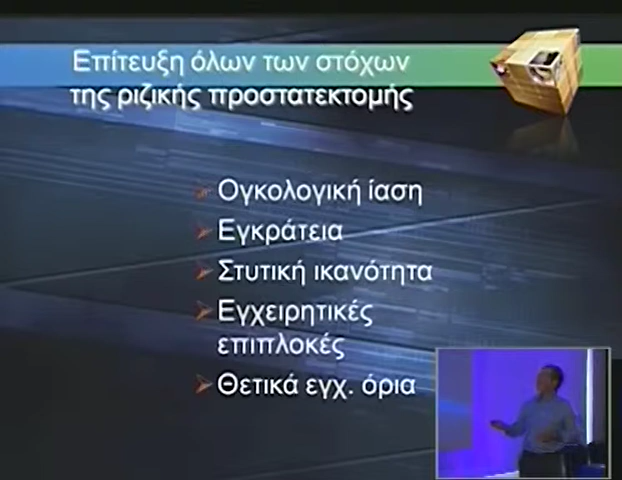 Επίτευξη όλων των στόχων
της ριζικής προστατεκτομής
Ογκολογική ίαση
Εγκράτεια
Στυτική ικανότητα
Εγχειρητικές
επιπλοκές
Θετικά εγχ. όρια